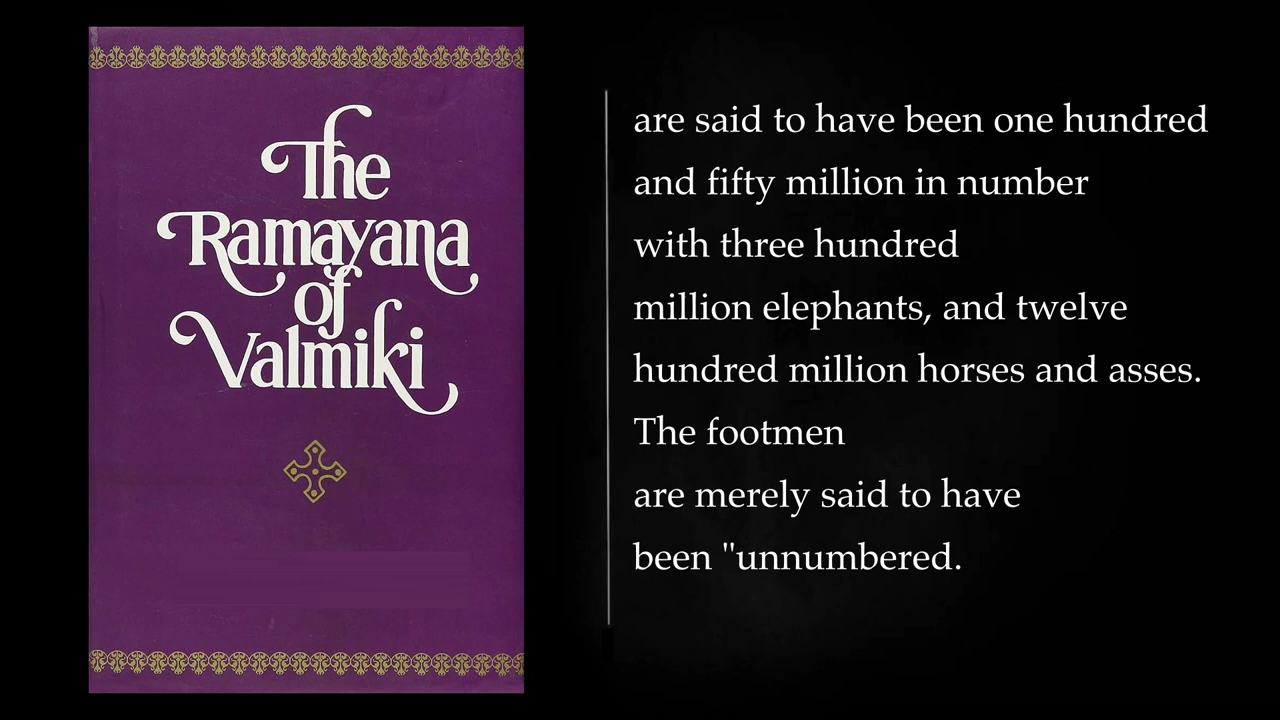 The
Ramayana
of
Valmiki
are said to have been one hundred
and fifty million in number
with three hundred
million elephants, and twelve
hundred million horses and asses.
The footmen
are merely said to have
been "unnumbered.